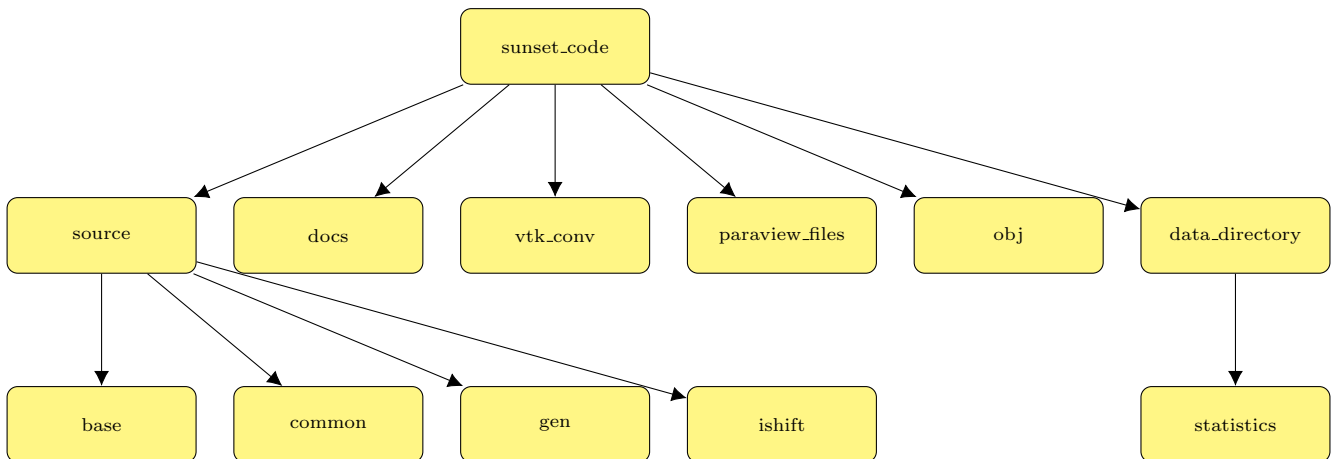 sunset_code
source
docs
vtk_conv
paraview_files
obj
data_directory
base
common
gen
ishift
statistics